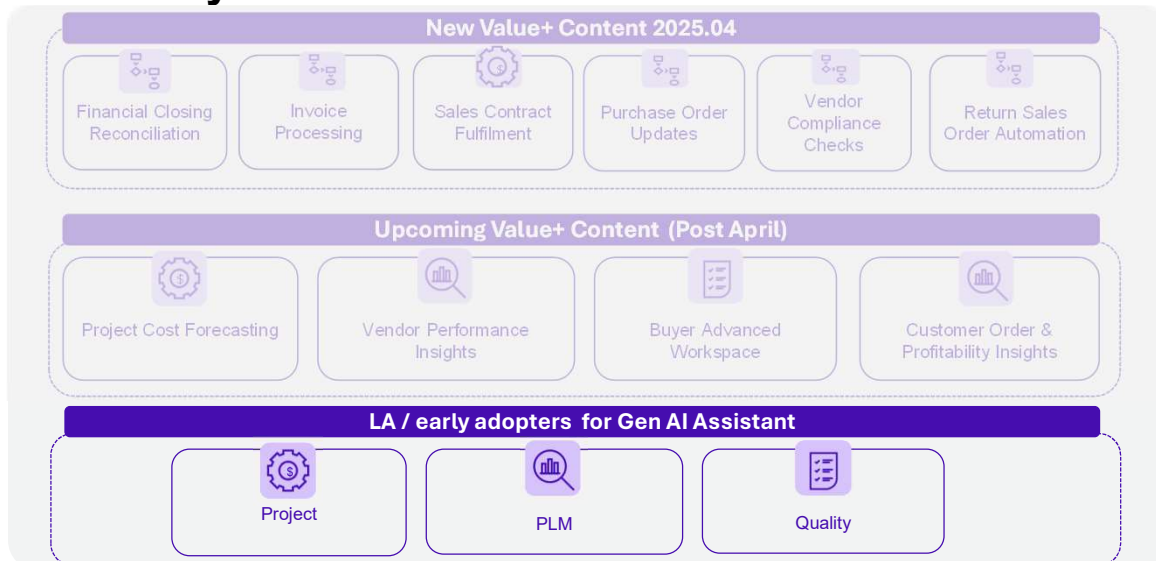 New Value+ Content 2025.04
Financial Closing
Reconciliation
Invoice
Processing
Sales Contract
Fulfilment
Purchase Order
Updates
Vendor
Compliance
Checks
Return Sales
Order Automation
Upcoming Value+ Content (Post April)
Project Cost Forecasting
Vendor Performance
Insights
Buyer Advanced
Workspace
Customer Order &
Profitability Insights
LA / early adopters for Gen AI Assistant
Project
PLM
Quality